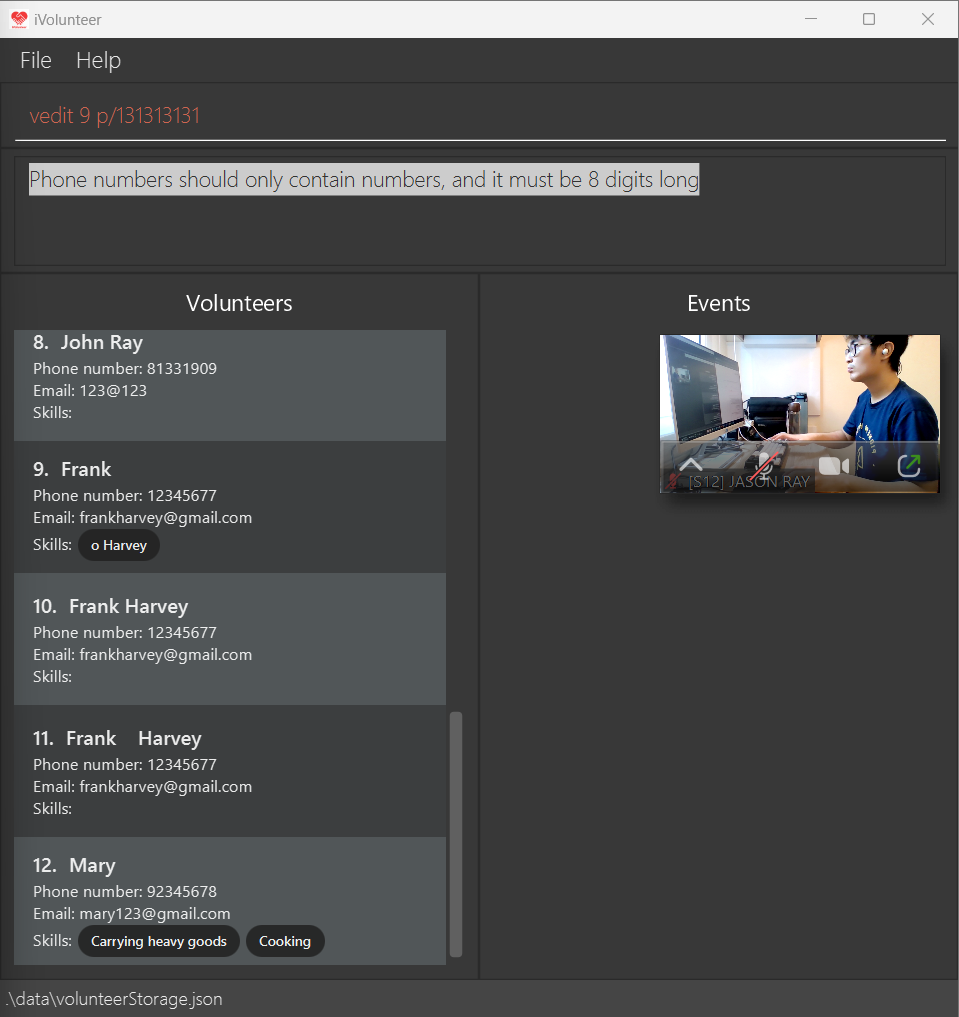 iVolunteer
File Help
vedit 9 p/131313131
Phone numbers should only contain numbers, and it must be 8 digits long
Volunteers
8. John Ray
Phone number: 81331909
Email: 123@123
Skills:
9. Frank
Phone number: 12345677
Email: frankharvey@gmail.com
Skills: o Harvey
10. Frank Harvey
Phone number: 12345677
Email: frankharvey@gmail.com
Skills:
11. Frank    Harvey
Phone number: 12345677
Email: frankharvey@gmail.com
Skills:
12. Mary
Phone number: 92345678
Email: mary123@gmail.com
Skills: Carrying heavy goods Cooking
Events
[S12] JASON RAY
.\data\volunteerStorage.json